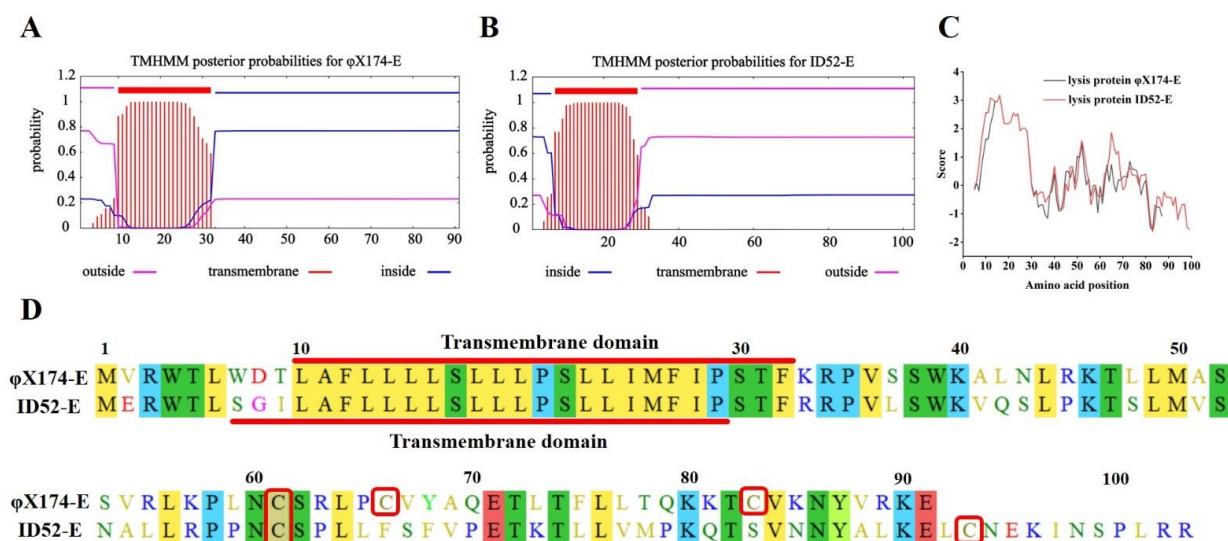 A
TMHMM posterior probabilities for φX174-E
probability
1.2
1
0.8
0.6
0.4
0.2
0
10 20 30 40 50 60 70 80 90
outside transmembrane inside
B
TMHMM posterior probabilities for ID52-E
probability
1.2
1
0.8
0.6
0.4
0.2
0
20 40 60 80 100
inside transmembrane outside
C
lysis protein φX174-E
lysis protein ID52-E
Score
4
3
2
1
0
-1
-2
0 10 20 30 40 50 60 70 80 90 100
Amino acid position
D
Transmembrane domain
1 10 30 40 50
φX174-E M V R W T L W D T L A F L L L L S L L L P S L L I M F I P S T F K R P V S S W K A L N L R K T L L M A S
ID52-E M E R W T L S G I L A F L L L L S L L L P S L L I M F I P S T F R R P V L S W K V Q S L P K T S L M V S
Transmembrane domain
60 70 80 90 100
φX174-E S V R L K P L N C S R L P C V Y A Q E T L T F L L T Q K K T C V K N Y V R K E
ID52-E N A L L R P P N C S P L L F S F V P E T K T L L V M P K Q T S V N N Y A L K E L C N E K I N S P L R R